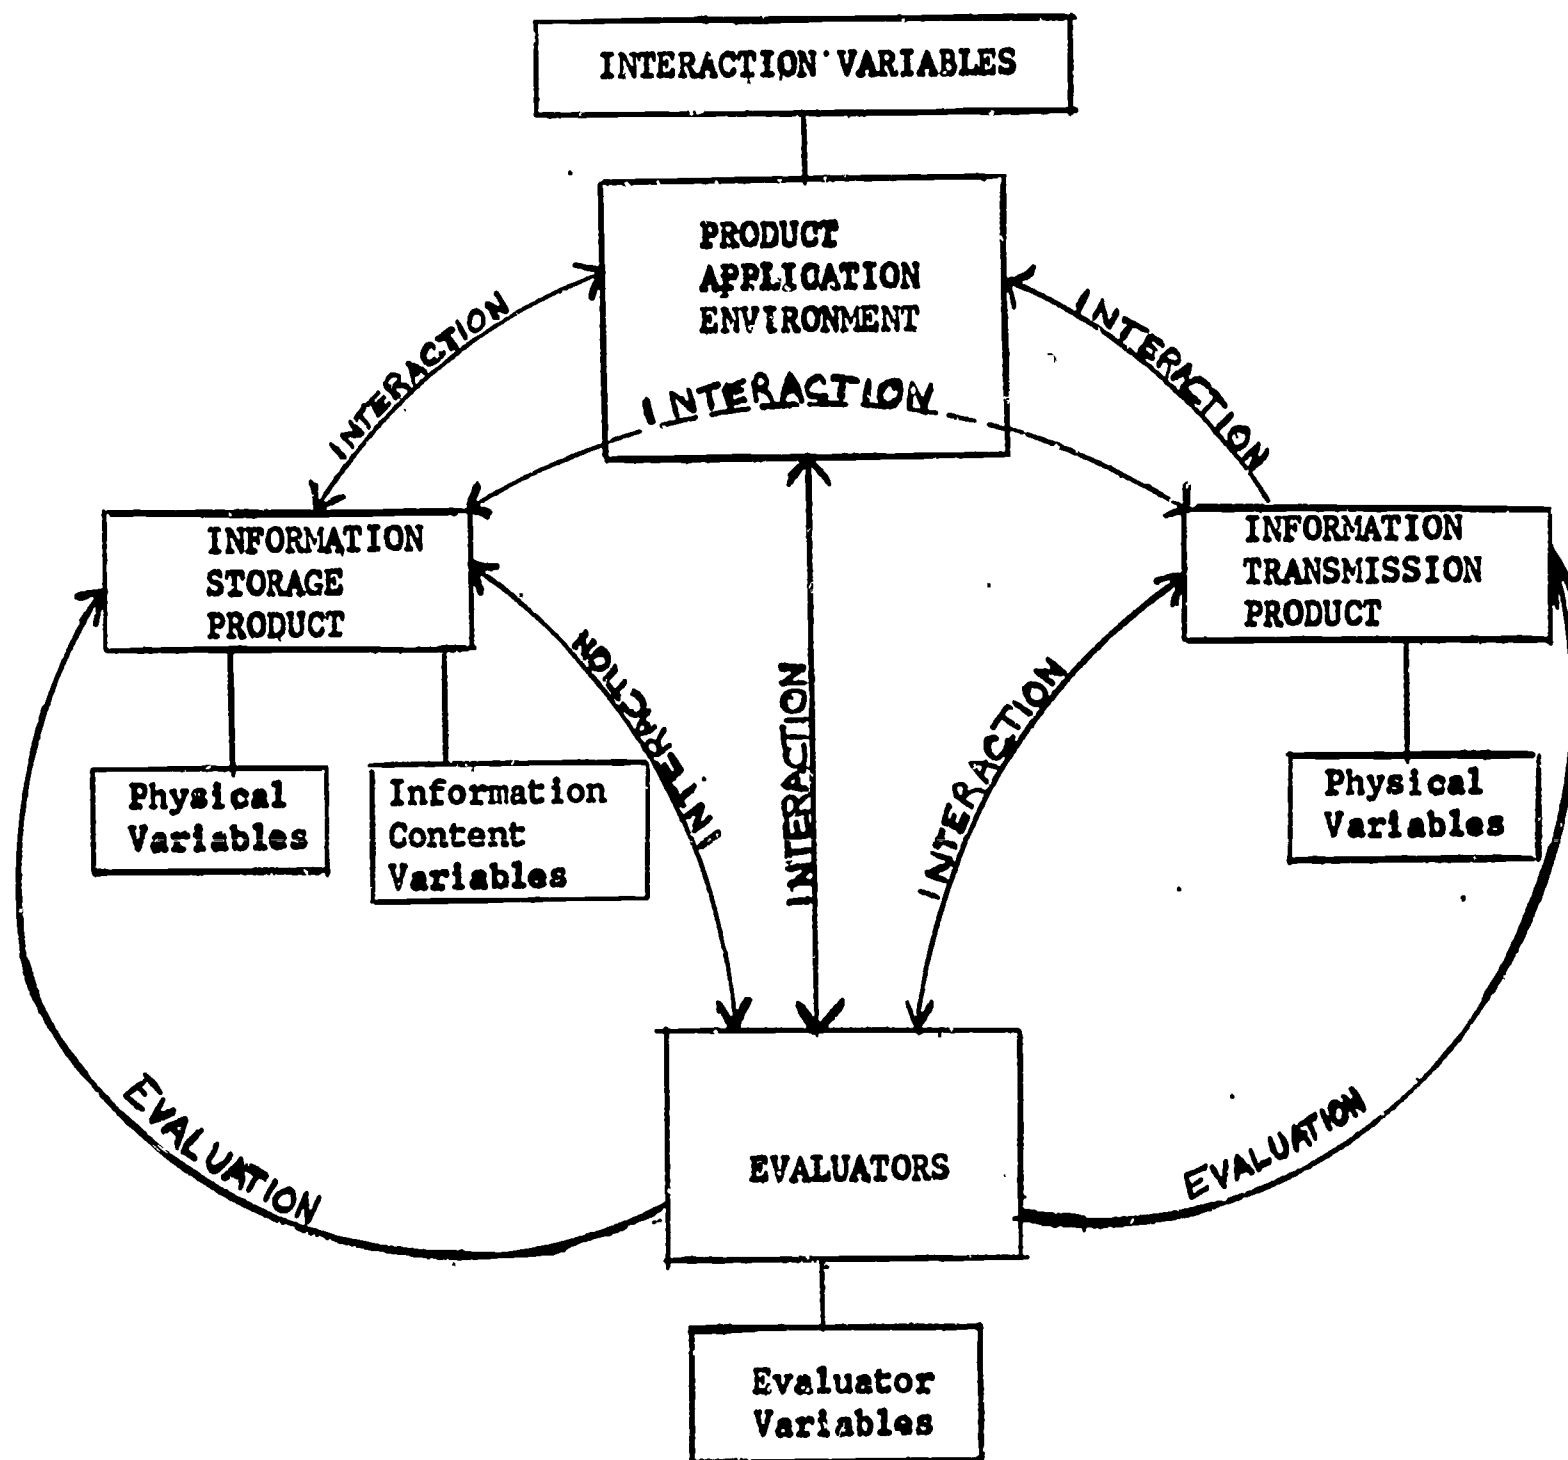 INTERACTION VARIABLES
PRODUCT
APPLICATION
ENVIRONMENT
INTERACTION
INTERACTION
INTERACTION
INFORMATION
STORAGE
PRODUCT
INFORMATION
TRANSMISSION
PRODUCT
INTERACTION
INTERACTION
INTERACTION
Physical
Variables
Information
Content
Variables
Physical
Variables
EVALUATION
EVALUATORS
EVALUATION
Evaluator
Variables